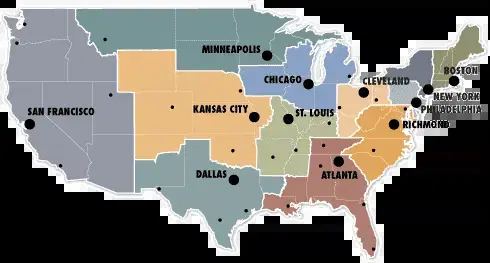 MINNEAPOLIS
CHICAGO
CLEVELAND
BOSTON
NEW YORK
PHILADELPHIA
SAN FRANCISCO
KANSAS CITY
ST. LOUIS
RICHMOND
DALLAS
ATLANTA